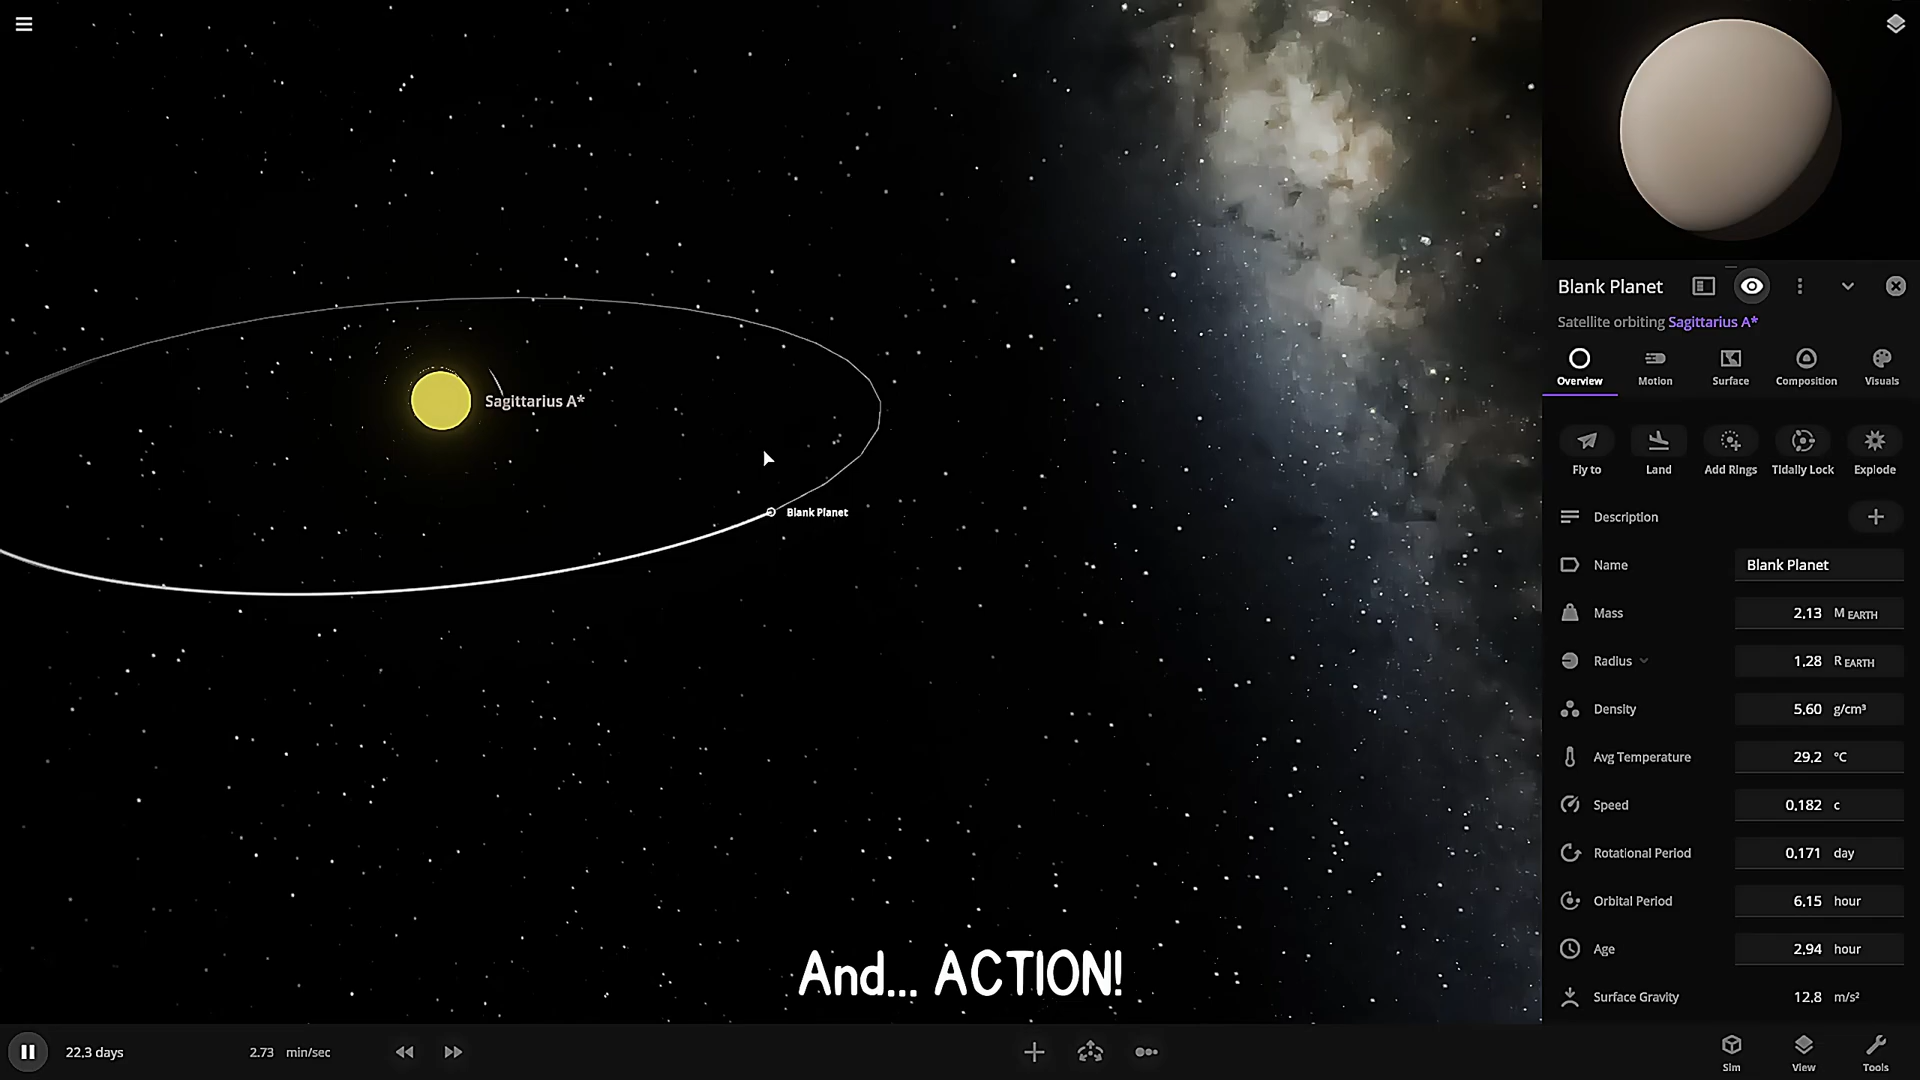 Sagittarius A*
Blank Planet
And... ACTION!
22,3 days
2.73 min/sec
Blank Planet
Satellite orbiting Sagittarius A*
Overview Motion Surface Composition Visuals
Fly to Land Add Rings Tidally Lock Explode
Description
Name Blank Planet
Mass 2,13 M EARTH
Radius 1,28 R EARTH
Density 5,60 g/cm³
Avg Temperature 29,2 °C
Speed 0,182 c
Rotational Period 0,171 day
Orbital Period 6,15 hour
Age 2,94 hour
Surface Gravity 12,8 m/s²
Sim View Tools